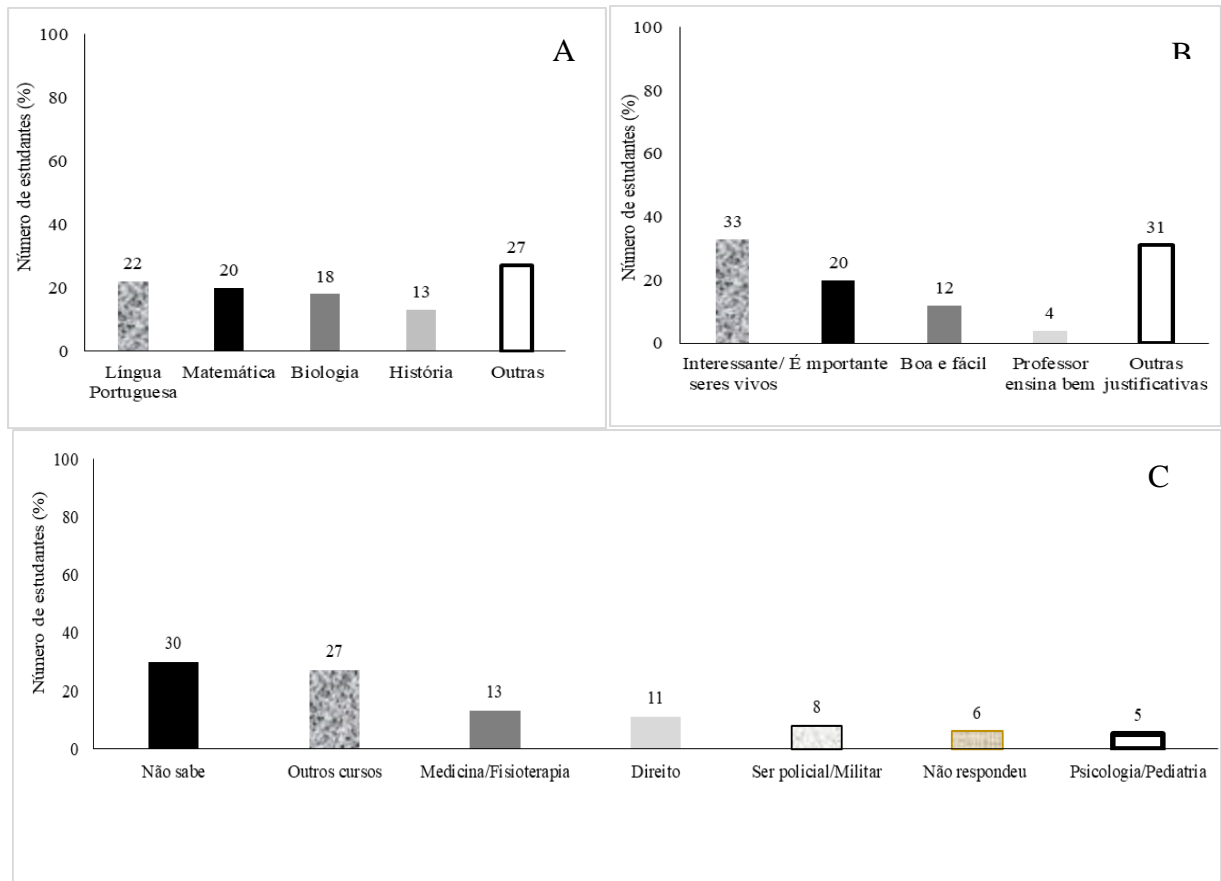 A
Número de estudantes (%)
100
80
60
40
20
0
22
20
18
13
27
Língua
Portuguesa
Matemática
Biologia
História
Outras
B
Número de estudantes (%)
100
80
60
40
20
0
33
20
12
4
31
Interessante/
seres vivos
É mportante
Boa e fácil
Professor
ensina bem
Outras
justificativas
C
Número de estudantes (%)
100
80
60
40
20
0
30
27
13
11
8
6
5
Não sabe
Outros cursos
Medicina/Fisioterapia
Direito
Ser policial/Militar
Não respondeu
Psicologia/Pediatria